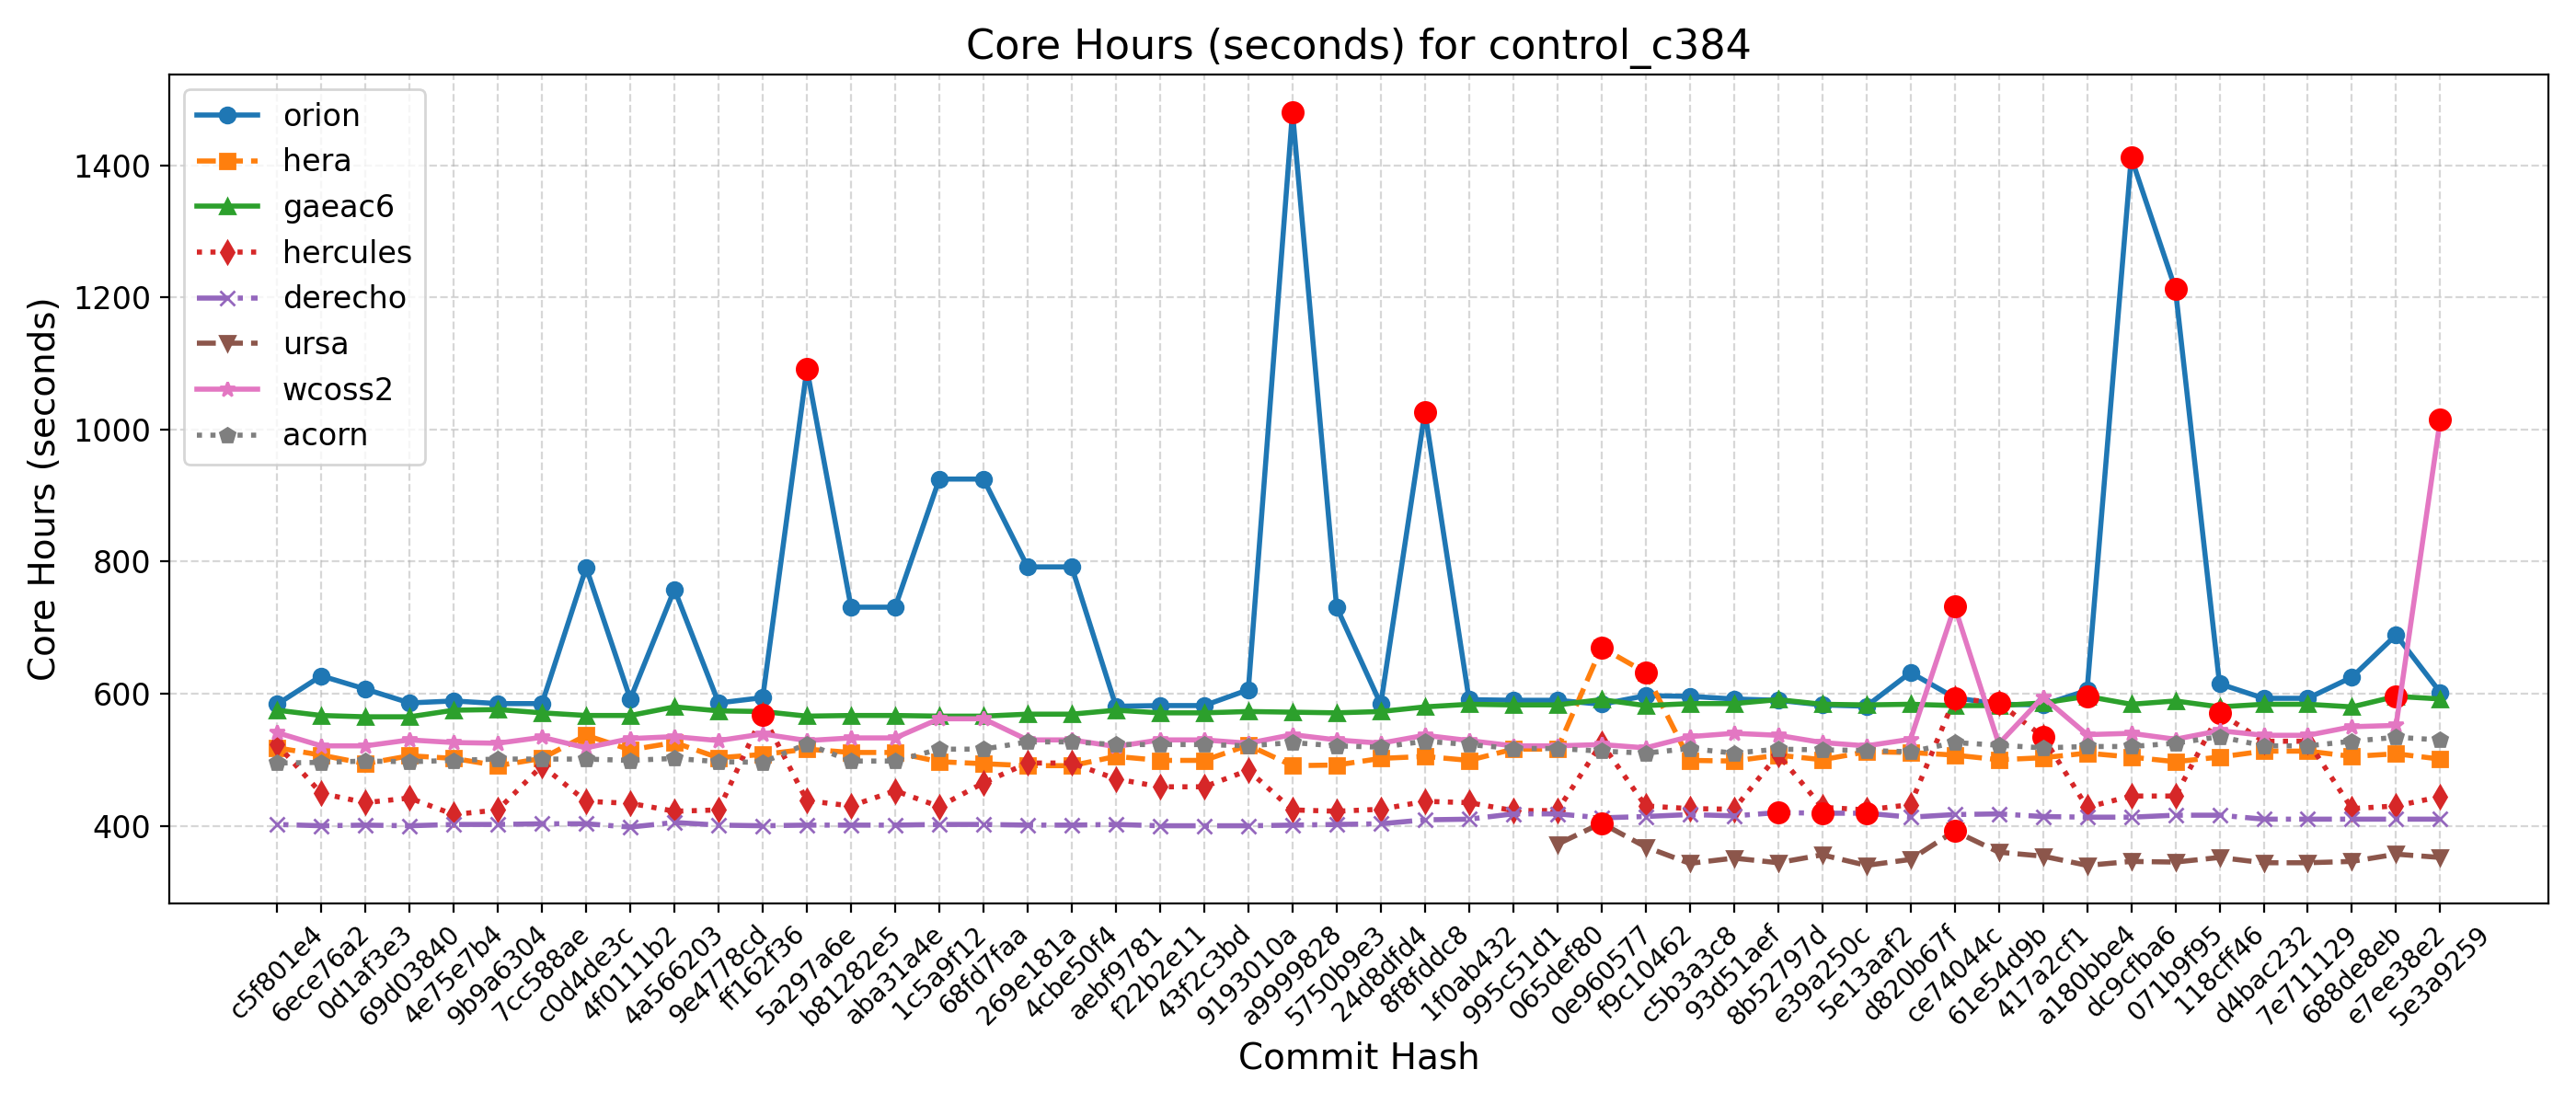 Core Hours (seconds) for control_c384
Core Hours (seconds)
1400
1200
1000
800
600
400
orion
hera
gaeac6
hercules
derecho
ursa
wcoss2
acorn
c5f801e4
6ece76a2
0d1af3e3
69d03840
4e75e7b4
9b9a6304
7cc588ae
c0d4de3c
4f0111b2
4a566203
9e4778cd
ff162f36
5a297a6e
b81282e5
aba31a4e
1c5a9f12
68fd7faa
269e181a
4cbe50f4
aebf9781
f22b2e11
43f2c3bd
9193010a
a9999828
5750b9e3
24d8dfd4
8f8fddc8
1f0ab432
995c51d1
065def80
0e960577
f9c10462
c5b3a3c8
93d51aef
8b52797d
e39a250c
5e13aaf2
d820b67f
ce74044c
61e54d9b
417a2cf1
a180bbe4
dc9cfba6
071b9f95
118cff46
d4bac232
7e711129
688de8eb
e7ee38e2
5e3a9259
Commit Hash